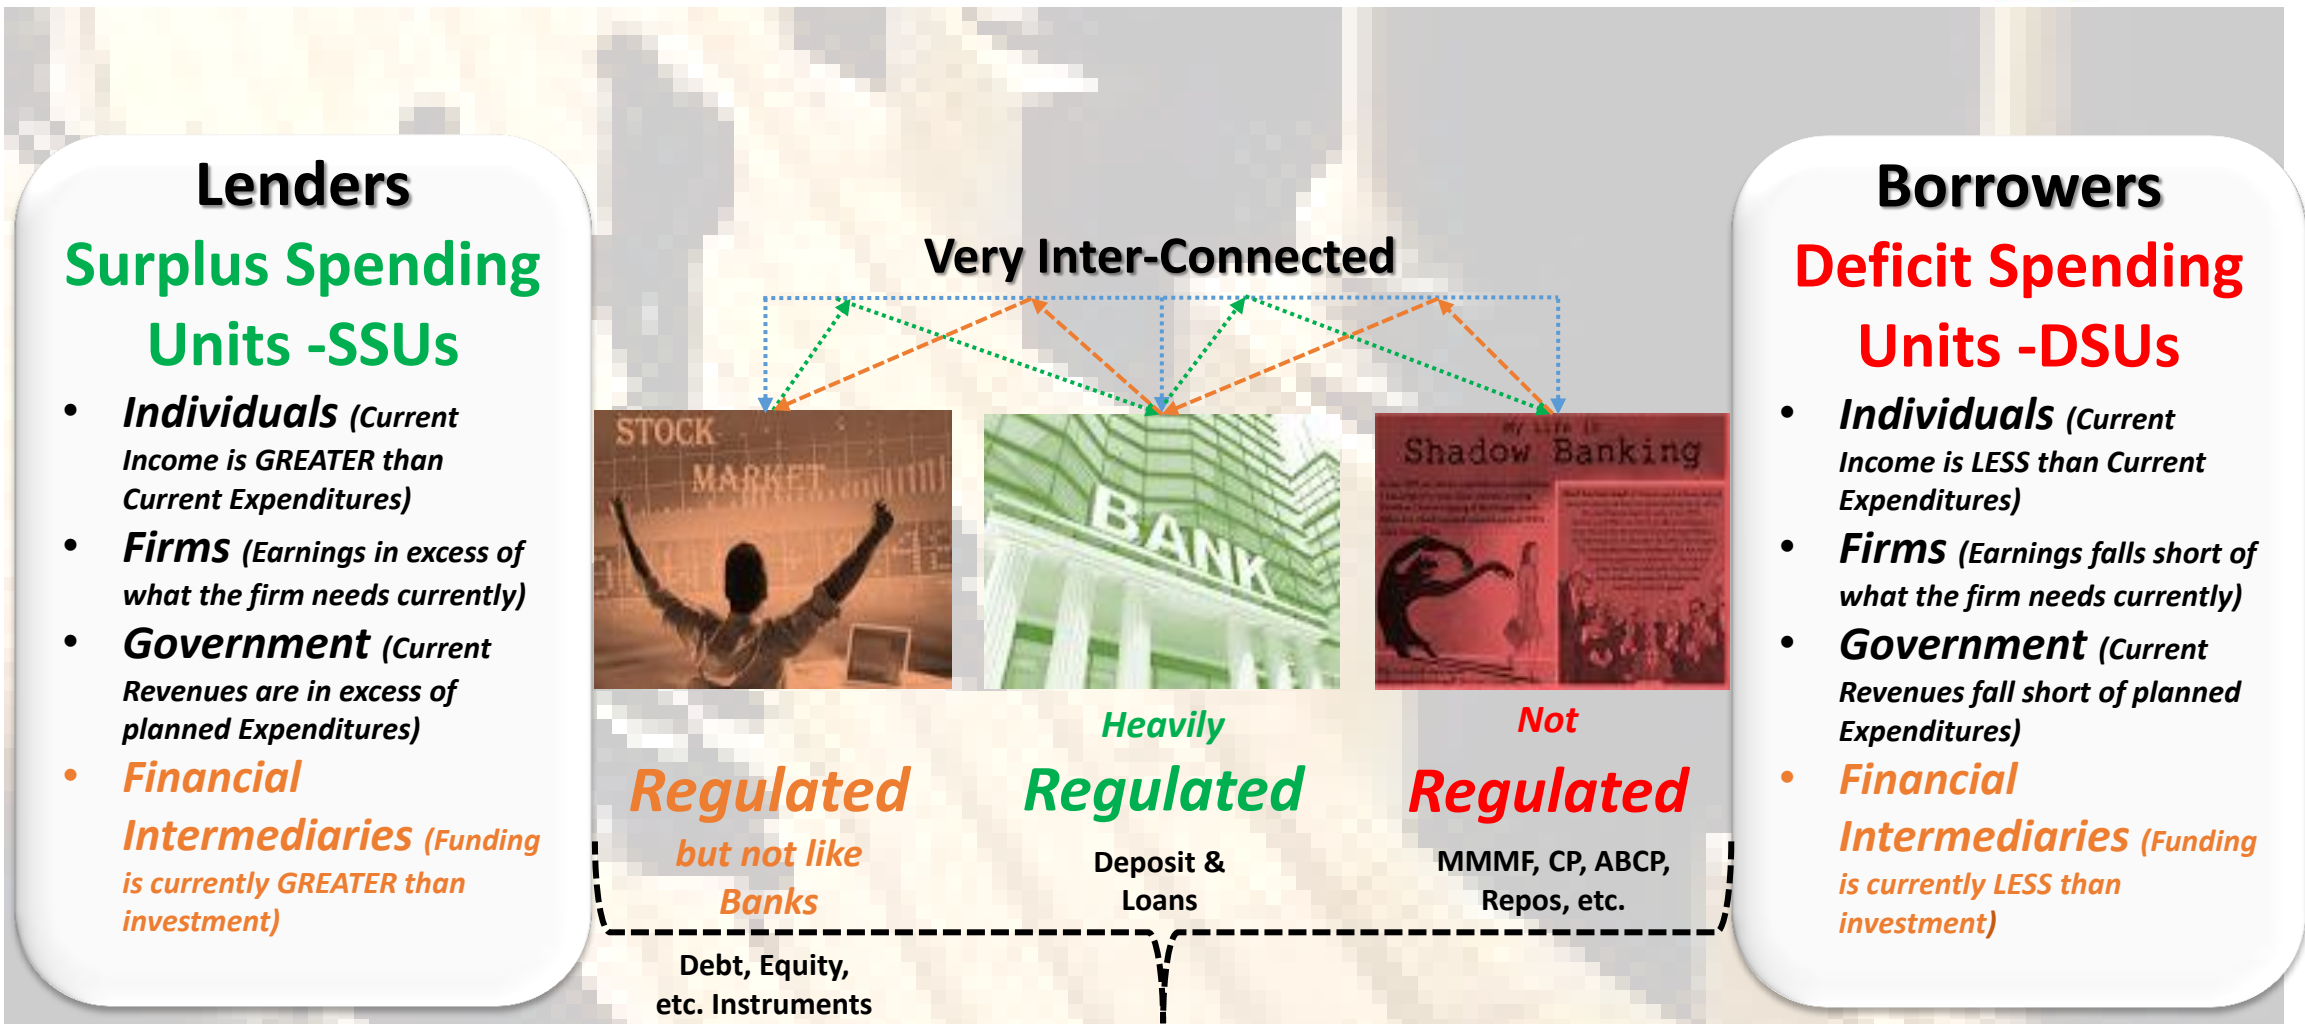 Lenders
Surplus Spending
Units -SSUs
• Individuals (Current
Income is GREATER than
Current Expenditures)
• Firms (Earnings in excess of
what the firm needs currently)
• Government (Current
Revenues are in excess of
planned Expenditures)
• Financial
Intermediaries (Funding
is currently GREATER than
investment)
Very Inter-Connected
STOCK
MARKET
Regulated
but not like
Banks
Debt, Equity,
etc. Instruments
BANK
Heavily
Regulated
Deposit &
Loans
My Life in
Shadow Banking
Not
Regulated
MMMF, CP, ABCP,
Repos, etc.
Borrowers
Deficit Spending
Units -DSUs
• Individuals (Current
Income is LESS than Current
Expenditures)
• Firms (Earnings falls short of
what the firm needs currently)
• Government (Current
Revenues fall short of planned
Expenditures)
• Financial
Intermediaries (Funding
is currently LESS than
investment)